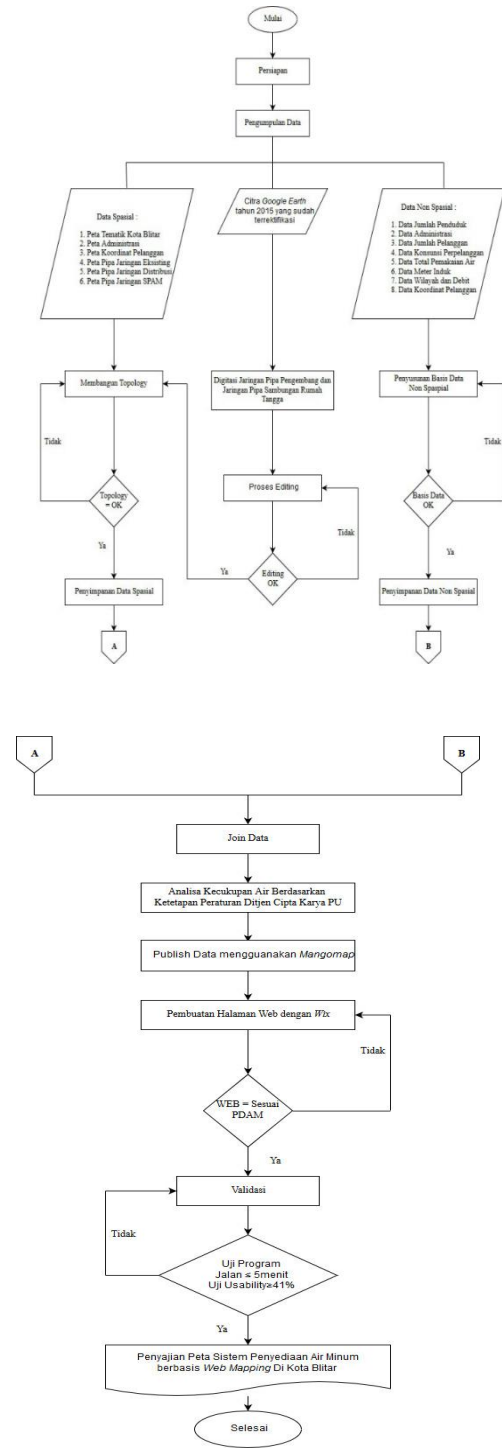 Mulai
Persiapan
Pengumpulan Data
Data Spasial :
1. Peta Tematik Kota Blitar
2. Peta Administrasi
3. Peta Koordinat Pelanggan
4. Peta Pipa Jaringan Eksisting
5. Peta Pipa Jaringan Distribusi
6. Peta Pipa Jaringan SPAM
Citra Google Earth
tahun 2015 yang sudah
terrektifikasi
Data Non Spasial :
1. Data Jumlah Penduduk
2. Data Administrasi
3. Data Jumlah Pelanggan
4. Data Konsumsi Perpelanggan
5. Data Total Pemakaian Air
6. Data Meter Induk
7. Data Wilayah dan Debit
8. Data Koordinat Pelanggan
Membangun Topology
Digitasi Jaringan Pipa Pengembang dan
Jaringan Pipa Sambungan Rumah
Tangga
Penyusunan Basis Data
Non Spaspial
Tidak
Tidak
Proses Editing
Topology
= OK
Basis Data
OK
Tidak
Ya
Ya
Editing
OK
Ya
Penyimpanan Data Spasial
Penyimpanan Data Non Spasial
A
B
A
B
Join Data
Analisa Kecukupan Air Berdasarkan
Ketetapan Peraturan Ditjen Cipta Karya PU
Publish Data mengguanakan Mangomap
Pembuatan Halaman Web dengan Wix
Tidak
WEB = Sesuai
PDAM
Ya
Validasi
Tidak
Uji Program
Jalan ≤ 5menit
Uji Usability≥41%
Ya
Penyajian Peta Sistem Penyediaan Air Minum
berbasis Web Mapping Di Kota Blitar
Selesai